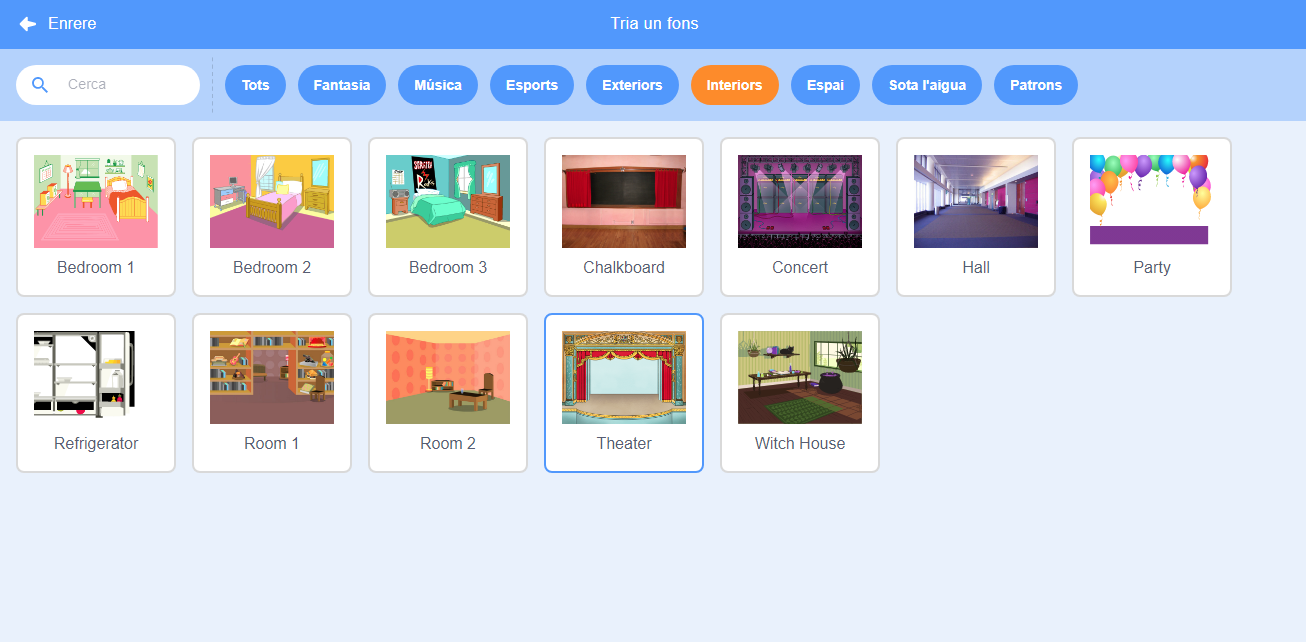 Enrere
Tria un fons
Cerca
Tots
Fantasia
Música
Esports
Exteriors
Interiors
Espai
Sota l'aigua
Patrons
Bedroom 1
Bedroom 2
Bedroom 3
Chalkboard
Concert
Hall
Party
Refrigerator
Room 1
Room 2
Theater
Witch House